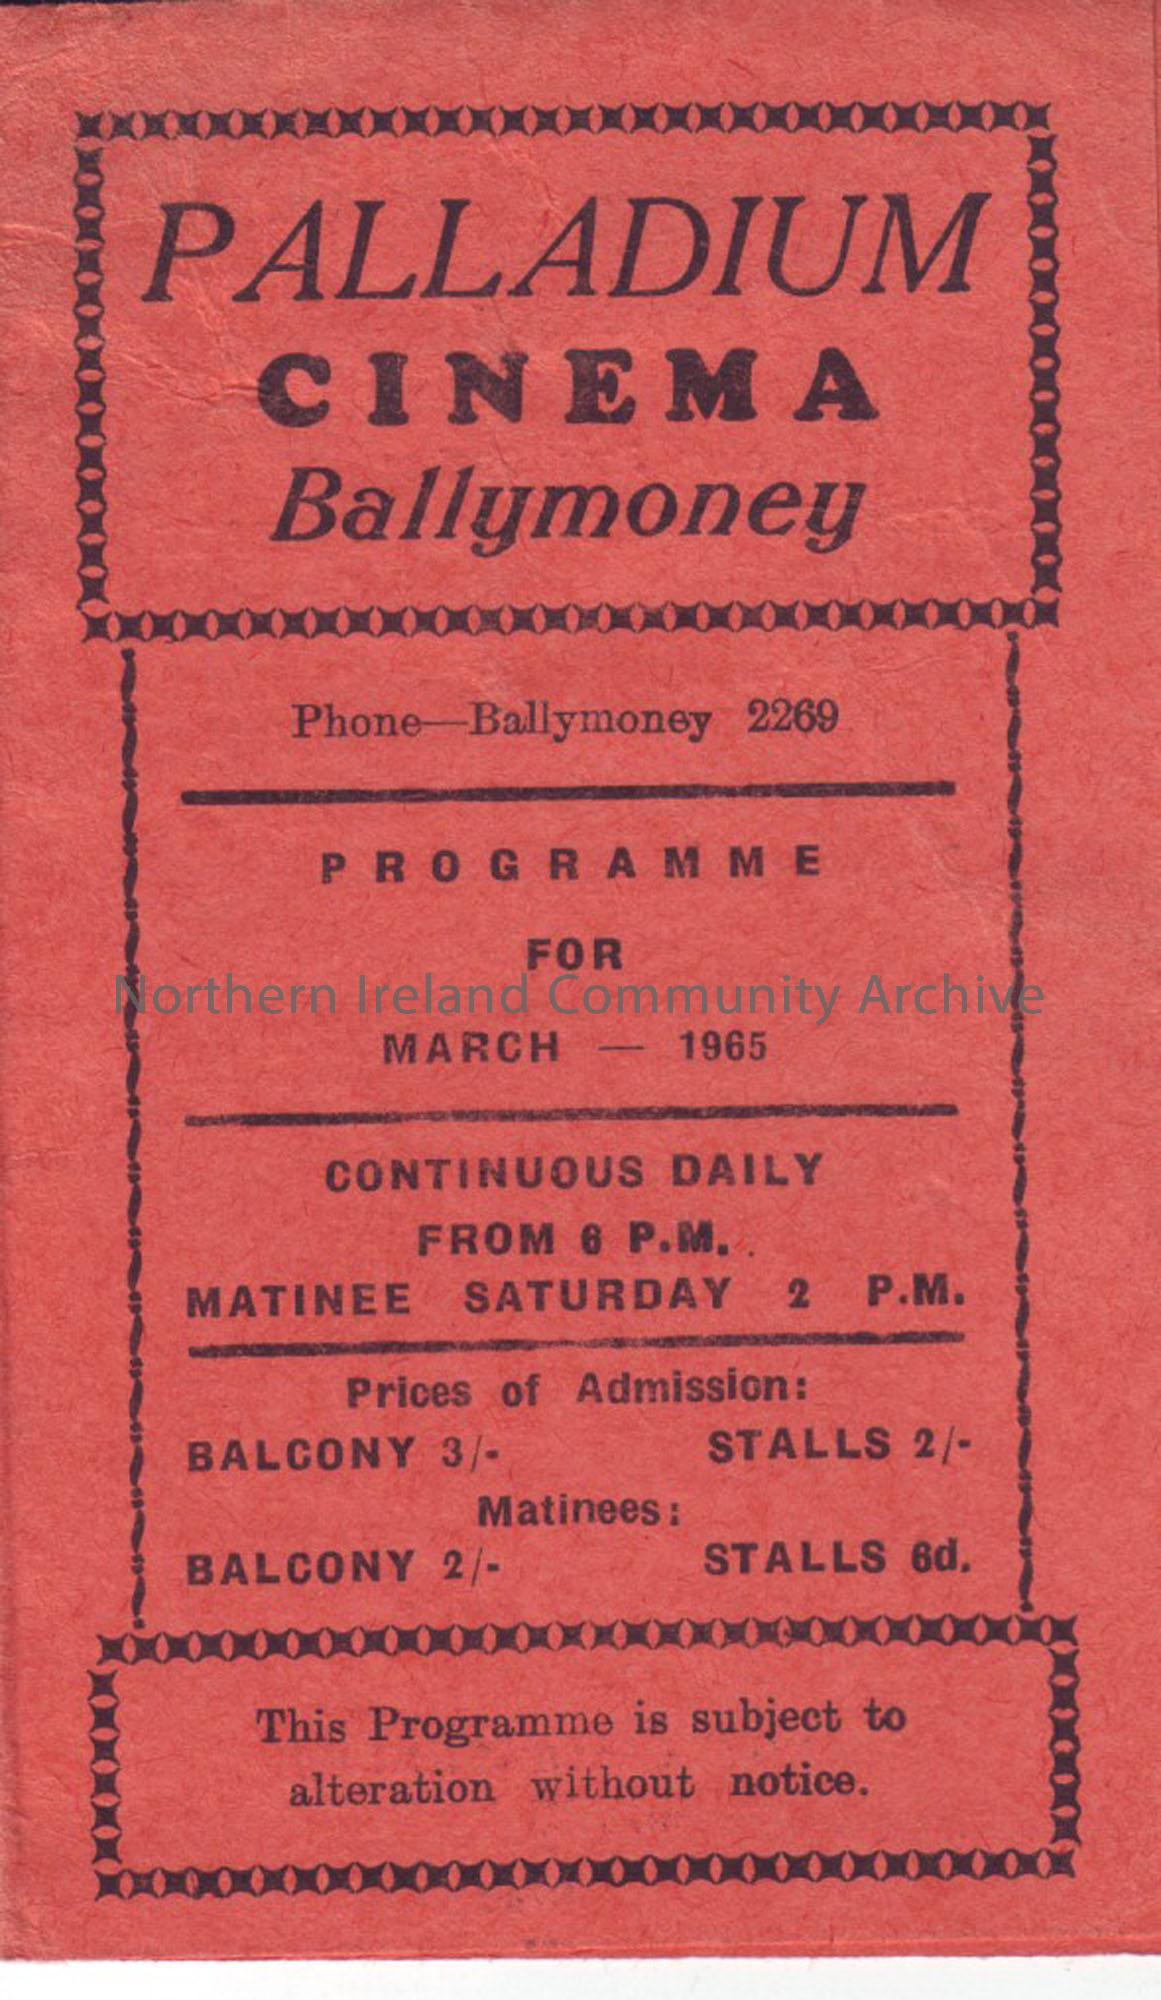 PALLADIUM
CINEMA
Ballymoney
Phone—Ballymoney 2269
PROGRAMME
FOR
Northern Ireland Community Archive
MARCH — 1965
CONTINUOUS DAILY
FROM 6 P.M.
MATINEE SATURDAY 2 P.M.
Prices of Admission:
BALCONY 3/- STALLS 2/-
Matinees:
BALCONY 2/- STALLS 6d.
This Programme is subject to
alteration without notice.